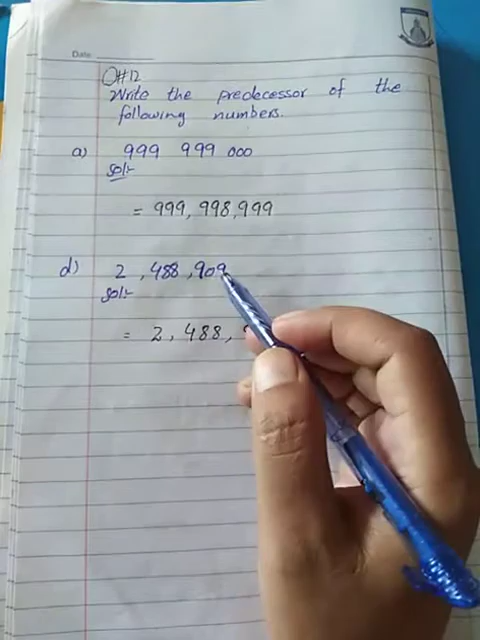 Date
Q#12
Write the predecessor of the
following numbers.
a) 999 999 000
Sol:-
= 999,998,999
d) 2 ,488 ,909
Sol:-
= 2,488,